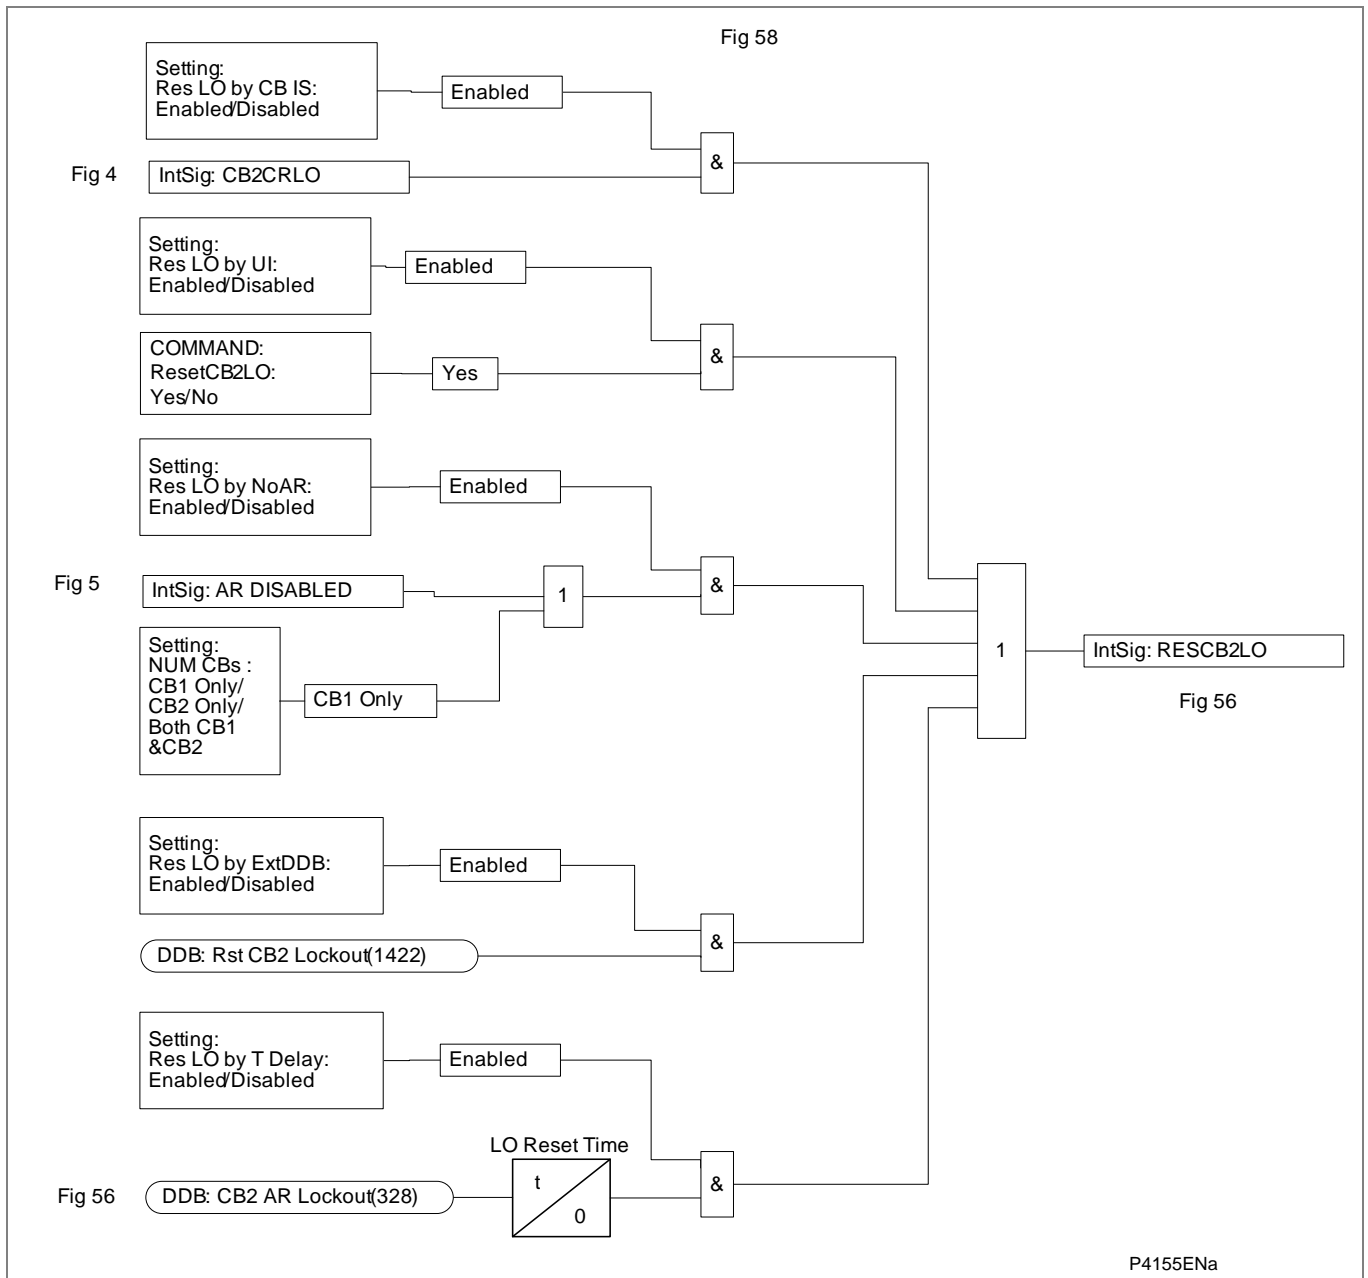 Fig 58
Setting:
Res LO by CB IS:
Enabled/Disabled
Enabled
&
Fig 4
IntSig: CB2CRLO
Setting:
Res LO by UI:
Enabled/Disabled
Enabled
COMMAND:
ResetCB2LO:
Yes/No
Yes
&
Setting:
Res LO by NoAR:
Enabled/Disabled
Enabled
&
Fig 5
IntSig: AR DISABLED
1
Setting:
NUM CBs :
CB1 Only/
CB2 Only/
Both CB1
&CB2
CB1 Only
1
IntSig: RESCB2LO
Fig 56
Setting:
Res LO by ExtDDB:
Enabled/Disabled
Enabled
&
DDB: Rst CB2 Lockout(1422)
Setting:
Res LO by T Delay:
Enabled/Disabled
Enabled
LO Reset Time
t
0
&
Fig 56
DDB: CB2 AR Lockout(328)
P4155ENa